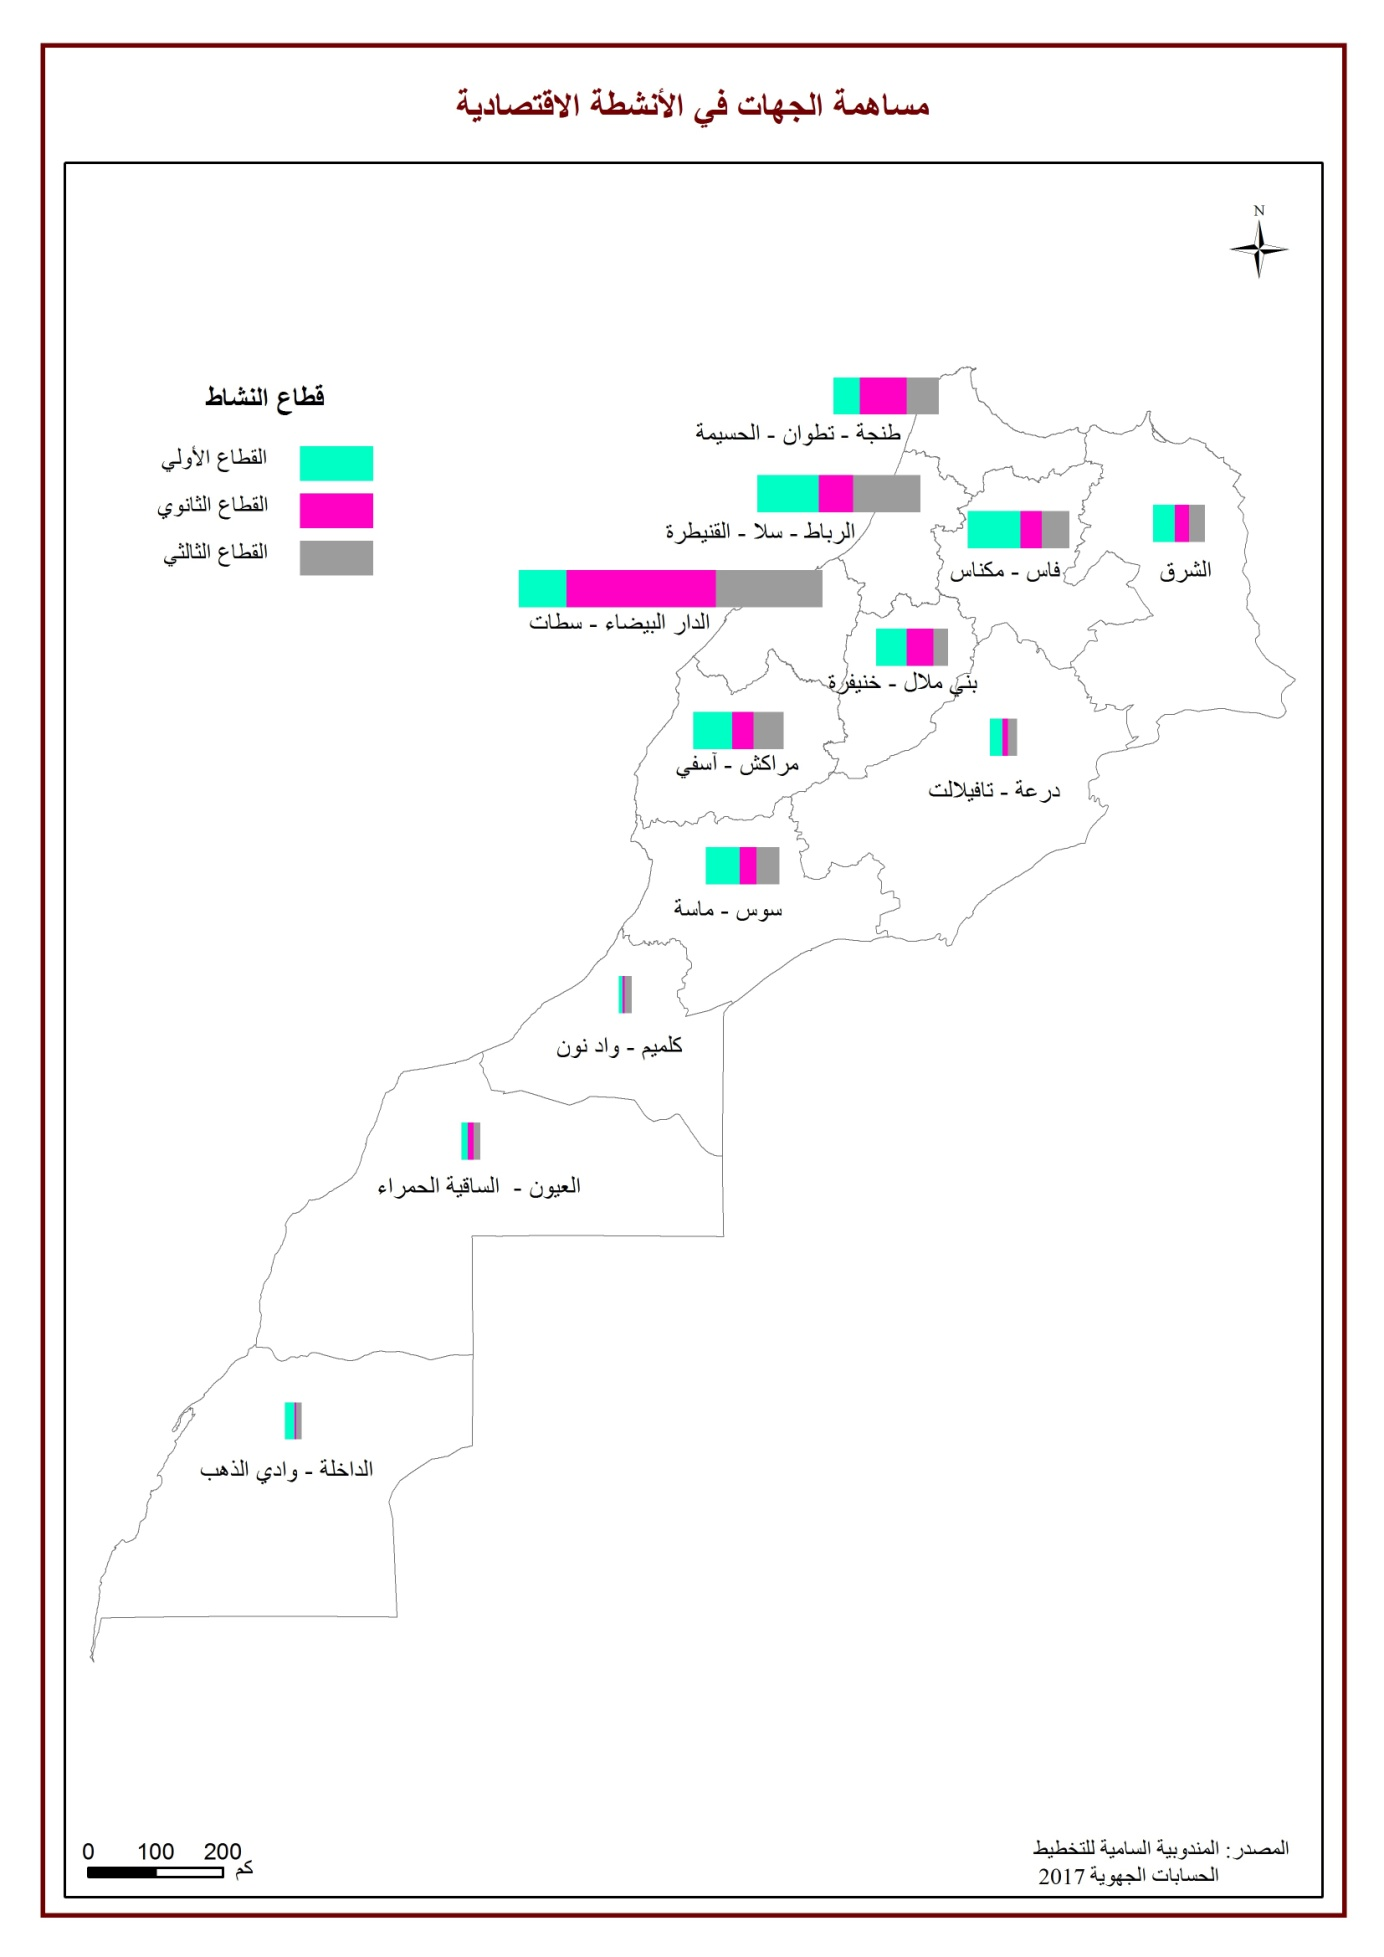 مساهمة الجهات في الأنشطة الاقتصادية
N
قطاع النشاط
القطاع الأولي
القطاع الثانوي
القطاع الثالثي
طنجة - تطوان - الحسيمة
الرباط - سلا - القنيطرة
فاس - مكناس
الشرق
الدار البيضاء - سطات
بني ملال - خنيفرة
مراكش - آسفي
درعة - تافيلالت
سوس - ماسة
كلميم - واد نون
العيون - الساقية الحمراء
الداخلة - وادي الذهب
0 100 200
كم
المصدر: المندوبية السامية للتخطيط
الحسابات الجهوية 2017